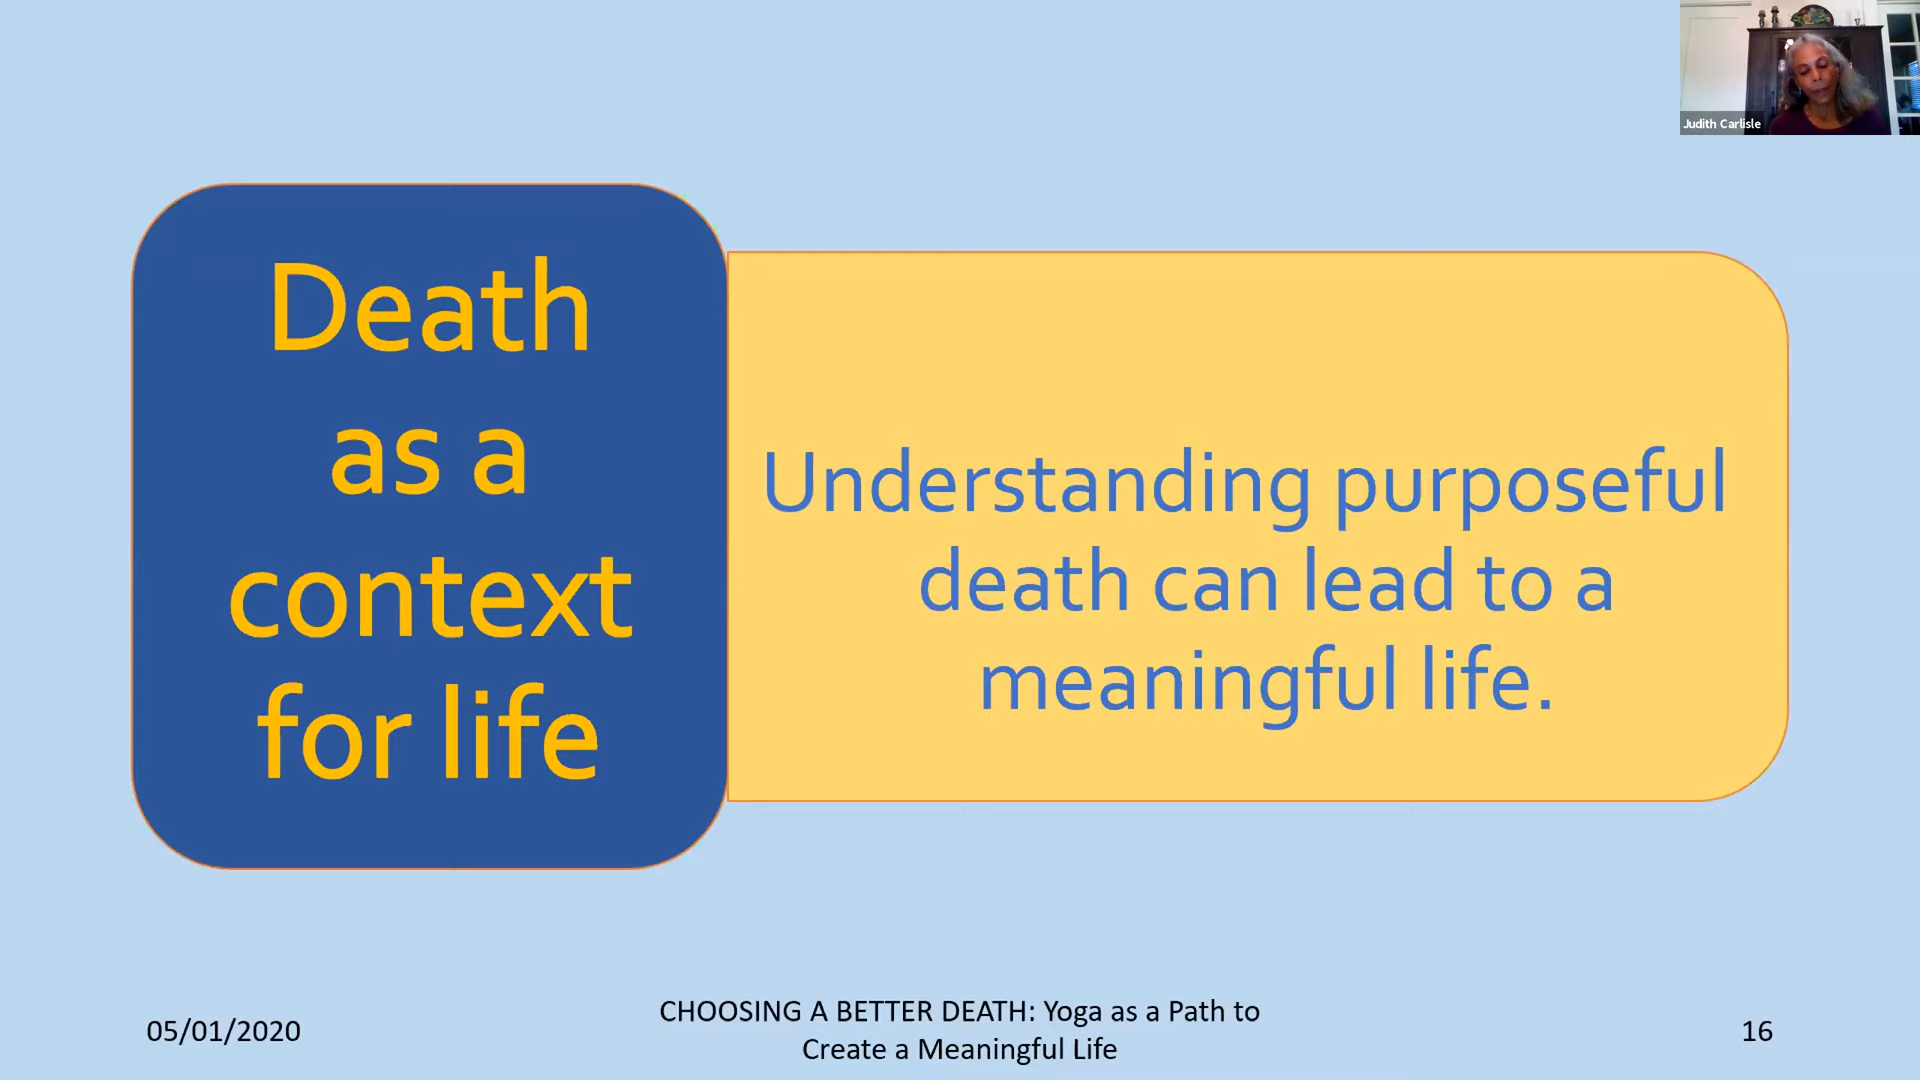 Judith Carlisle
Death
as a
context
for life
Understanding purposeful
death can lead to a
meaningful life.
05/01/2020
CHOOSING A BETTER DEATH: Yoga as a Path to
Create a Meaningful Life
16